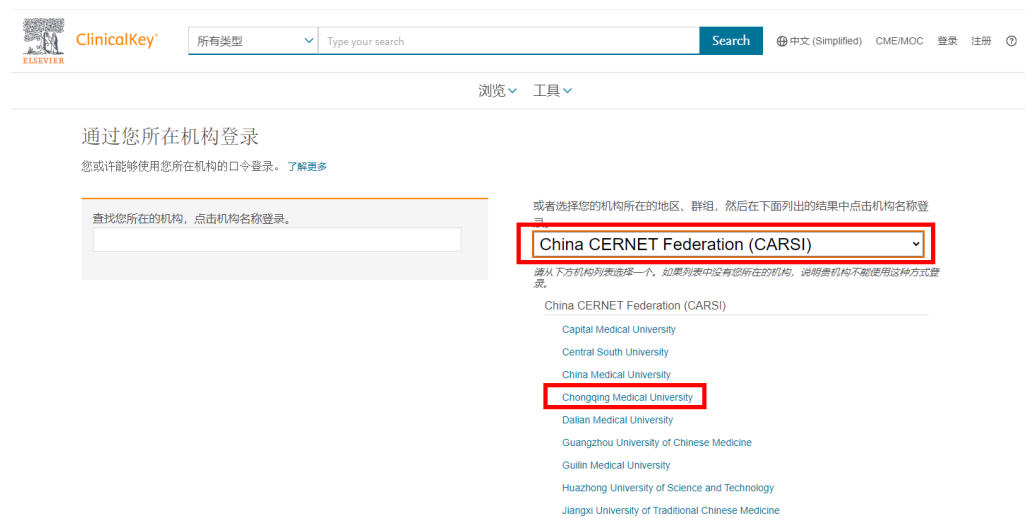 ELSEVIER
ClinicalKey®
所有类型
Type your search
Search
中文 (Simplified)
CME/MOC
登录
注册
浏览
工具
通过您所在机构登录
您或许能够使用您所在机构的口令登录。 了解更多
查找您所在的机构，点击机构名称登录。
或者选择您的机构所在的地区、群组，然后在下面列出的结果中点击机构名称登
录。
China CERNET Federation (CARSI)
请从下方机构列表选择一个。如果列表中没有您所在的机构，说明贵机构不能使用这种方式登
录。
China CERNET Federation (CARSI)
Capital Medical University
Central South University
China Medical University
Chongqing Medical University
Dalian Medical University
Guangzhou University of Chinese Medicine
Guilin Medical University
Huazhong University of Science and Technology
Jiangxi University of Traditional Chinese Medicine